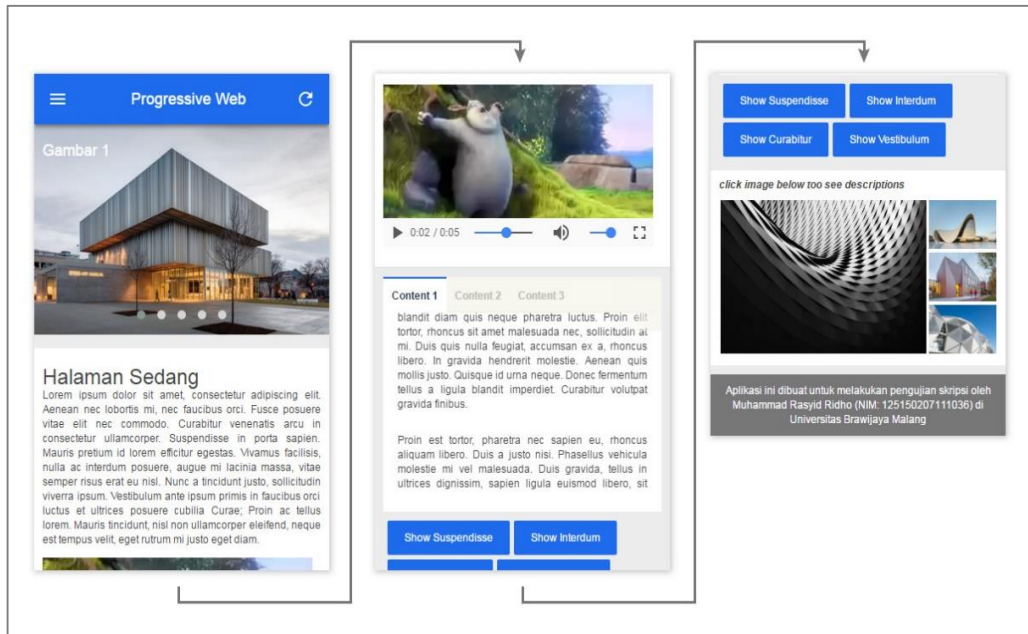 Progressive Web
Gambar 1
Halaman Sedang
Lorem ipsum dolor sit amet, consectetur adipiscing elit.
Aenean nec lobortis mi, nec faucibus orci. Fusce posuere
vitae elit nec commodo. Curabitur venenatis arcu in
consectetur ullamcorper. Suspendisse in porta sapien.
Mauris pretium id lorem efficitur egestas. Vivamus facilisis,
nulla ac interdum posuere, augue mi lacinia massa, vitae
semper risus erat eu nisl. Nunc a tincidunt justo, sollicitudin
viverra ipsum. Vestibulum ante ipsum primis in faucibus orci
luctus et ultrices posuere cubilia Curae; Proin ac tellus
lorem. Mauris tincidunt, nisl non ullamcorper eleifend, neque
est tempus velit, eget rutrum mi justo eget diam.
0:02 / 0:05
Content 1 Content 2 Content 3
blandit diam quis neque pharetra luctus. Proin elit
tortor, rhoncus sit amet malesuada nec, sollicitudin at
mi. Duis quis nulla feugiat, accumsan ex a, rhoncus
libero. In gravida hendrerit molestie. Aenean quis
mollis justo. Quisque id urna neque. Donec fermentum
tellus a ligula blandit imperdiet. Curabitur volutpat
gravida finibus.
Proin est tortor, pharetra nec sapien eu, rhoncus
aliquam libero. Duis a justo nisi. Phasellus vehicula
molestie mi vel malesuada. Duis gravida, tellus in
ultrices dignissim, sapien ligula euismod libero, sit
Show Suspendisse Show Interdum
Show Suspendisse Show Interdum
Show Curabitur Show Vestibulum
click image below too see descriptions
Aplikasi ini dibuat untuk melakukan pengujian skripsi oleh
Muhammad Rasyid Ridho (NIM: 125150207111036) di
Universitas Brawijaya Malang